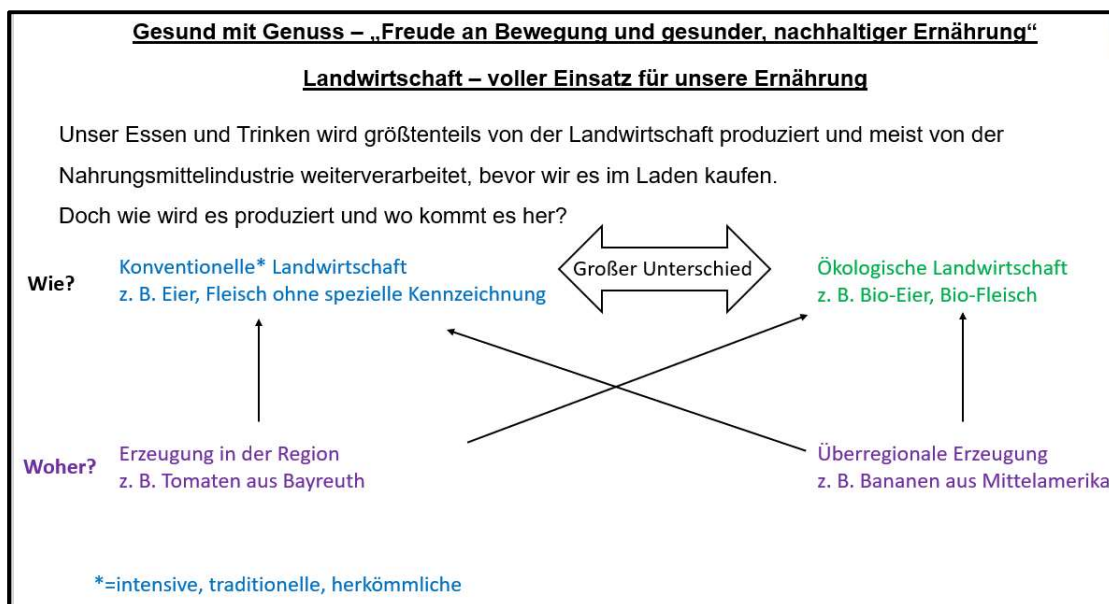 Gesund mit Genuss – „Freude an Bewegung und gesunder, nachhaltiger Ernährung“
Landwirtschaft – voller Einsatz für unsere Ernährung
Unser Essen und Trinken wird größtenteils von der Landwirtschaft produziert und meist von der
Nahrungsmittelindustrie weiterverarbeitet, bevor wir es im Laden kaufen.
Doch wie wird es produziert und wo kommt es her?
Wie?
Konventionelle* Landwirtschaft
z. B. Eier, Fleisch ohne spezielle Kennzeichnung
Großer Unterschied
Ökologische Landwirtschaft
z. B. Bio-Eier, Bio-Fleisch
Woher?
Erzeugung in der Region
z. B. Tomaten aus Bayreuth
Überregionale Erzeugung
z. B. Bananen aus Mittelamerika
*=intensive, traditionelle, herkömmliche